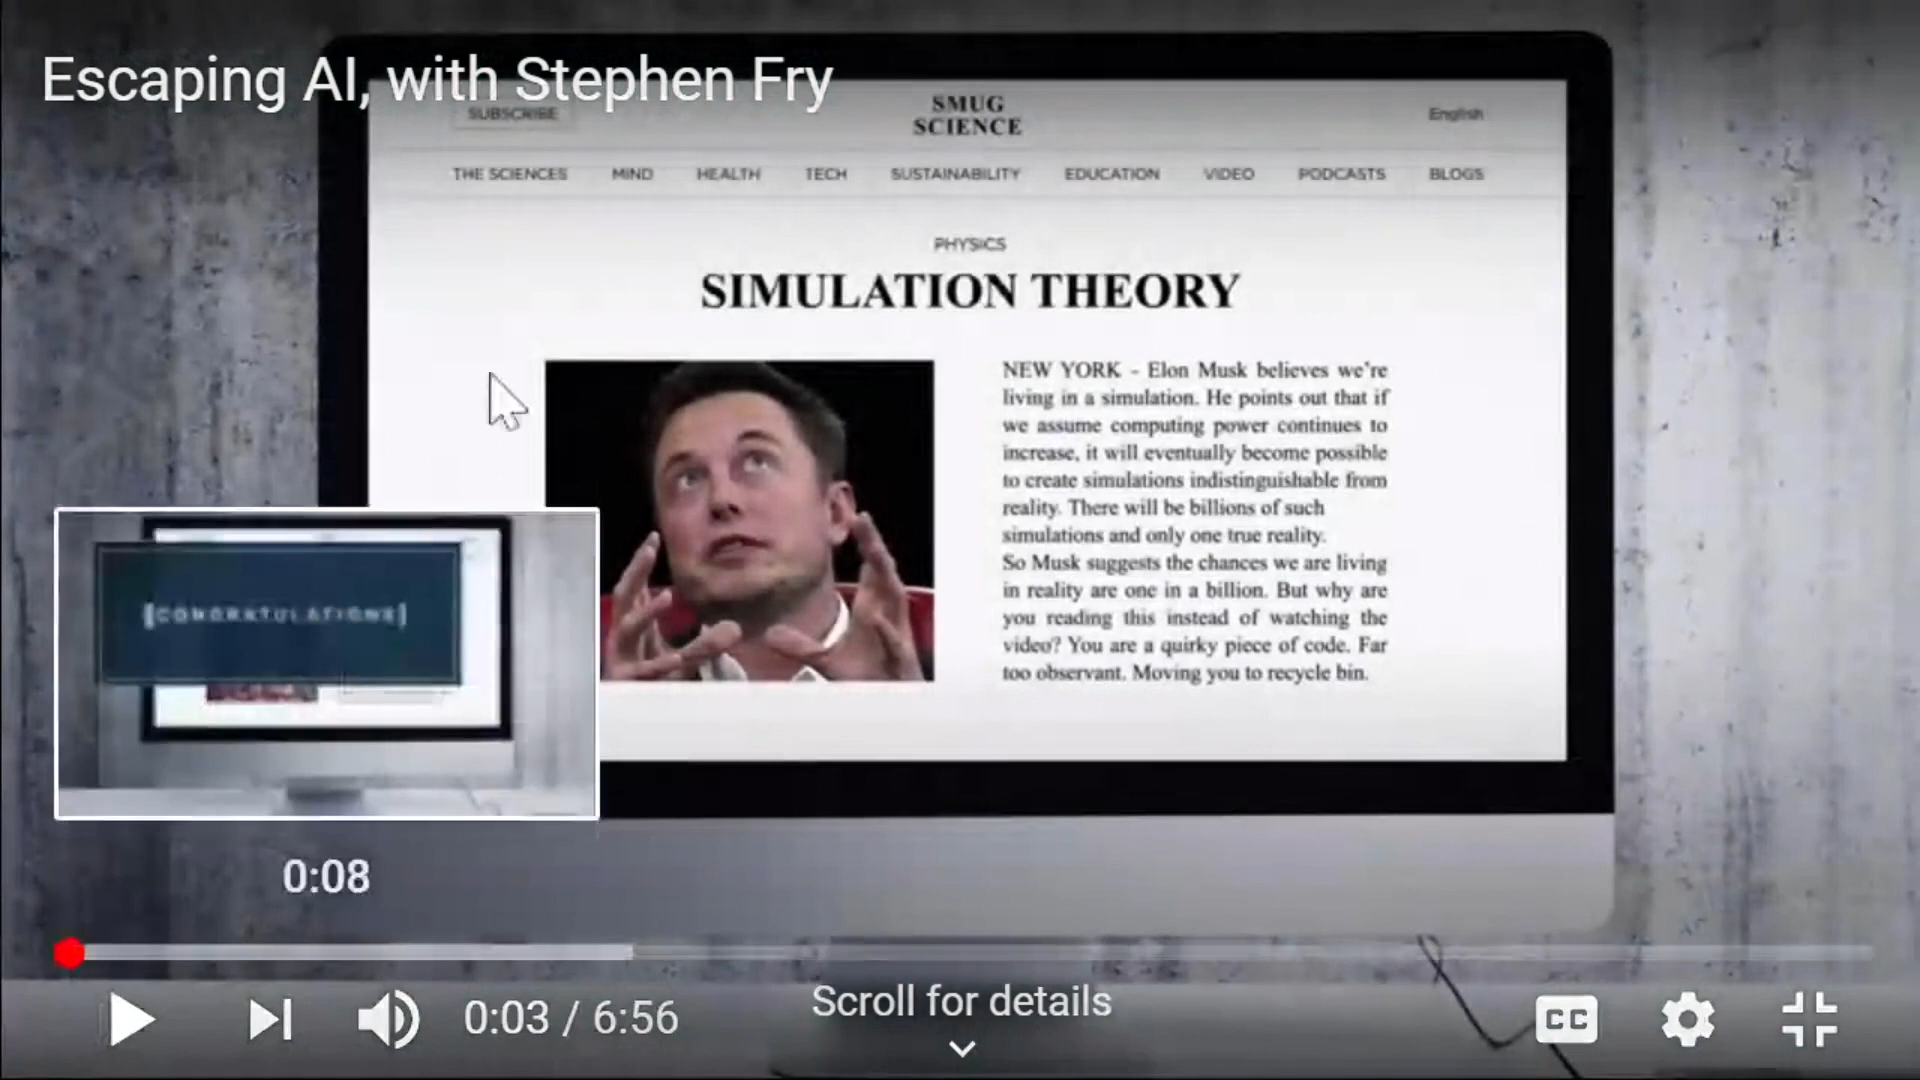 Escaping AI, with Stephen Fry
SUBSCRIBE
SMUG
SCIENCE
English
THE SCIENCES MIND HEALTH TECH SUSTAINABILITY EDUCATION VIDEO PODCASTS BLOGS
PHYSICS
SIMULATION THEORY
NEW YORK - Elon Musk believes we're
living in a simulation. He points out that if
we assume computing power continues to
increase, it will eventually become possible
to create simulations indistinguishable from
reality. There will be billions of such
simulations and only one true reality.
So Musk suggests the chances we are living
in reality are one in a billion. But why are
you reading this instead of watching the
video? You are a quirky piece of code. Far
too observant. Moving you to recycle bin.
[CONGRATULATIONS]
0:08
0:03 / 6:56
Scroll for details
CC